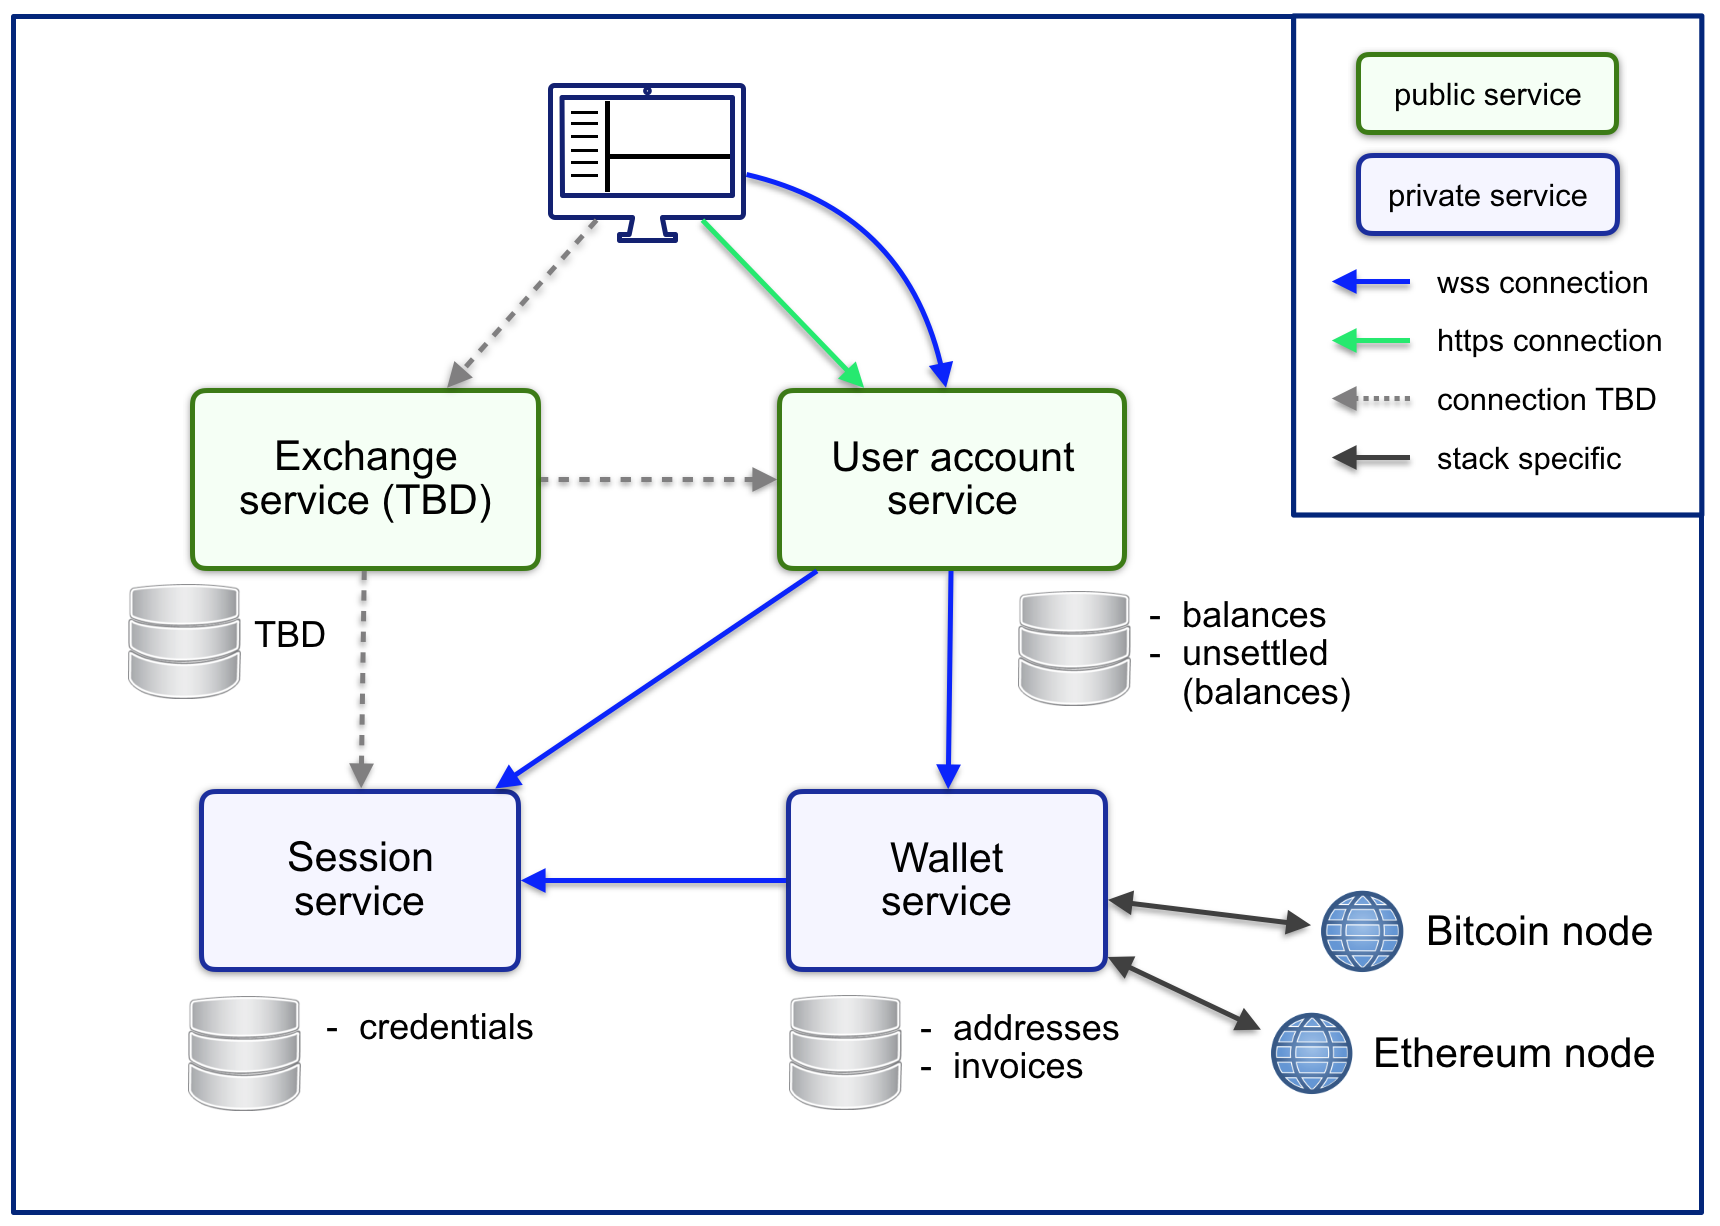 public service
private service
wss connection
https connection
connection TBD
stack specific
Exchange
service (TBD)
User account
service
TBD
- balances
- unsettled
(balances)
Session
service
Wallet
service
Bitcoin node
Ethereum node
- credentials
- addresses
- invoices